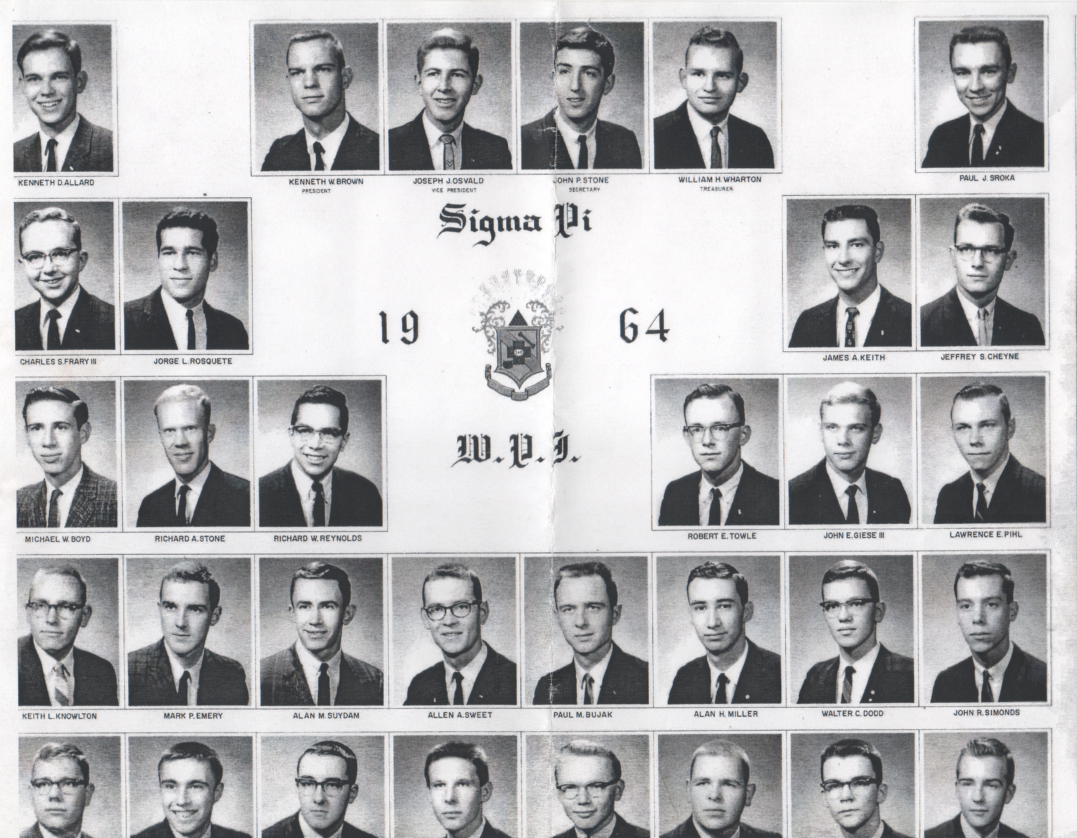 KENNETH D. ALLARD
KENNETH W. BROWN
PRESIDENT
JOSEPH J. OSVALD
VICE PRESIDENT
JOHN P. STONE
SECRETARY
WILLIAM H. WHARTON
TREASURER
PAUL J. SROKA
Sigma Pi
CHARLES S. FRARY III
JORGE L. ROSQUETE
19 64
JAMES A. KEITH
JEFFREY S. CHEYNE
W.P.I.
MICHAEL W. BOYD
RICHARD A. STONE
RICHARD W. REYNOLDS
ROBERT E. TOWLE
JOHN E. GIESE III
LAWRENCE E. PIHL
KEITH L. KNOWLTON
MARK P. EMERY
ALAN M. SUYDAM
ALLEN A. SWEET
PAUL M. BUJAK
ALAN H. MILLER
WALTER C. DODD
JOHN R. SIMONDS